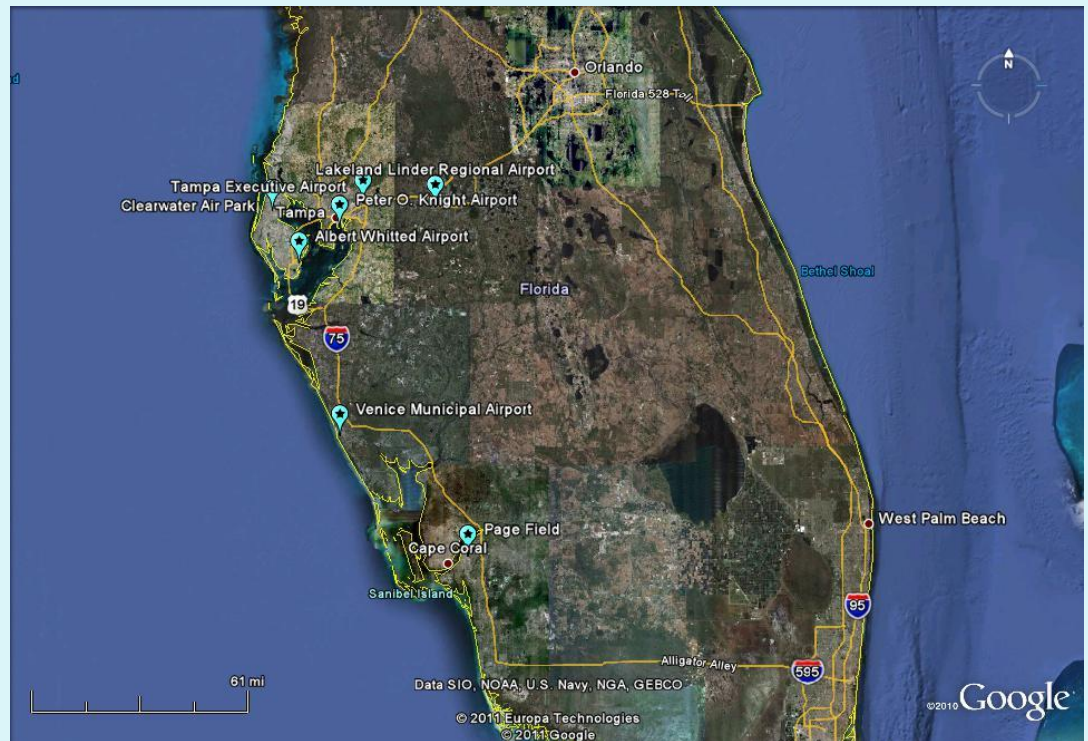 Orlando
N
Florida 528 Toll
Lakeland Linder Regional Airport
Tampa Executive Airport
Peter O. Knight Airport
Clearwater Air Park
Tampa
Albert Whitted Airport
Bethel Shoal
Florida
19
75
Venice Municipal Airport
West Palm Beach
Page Field
Cape Coral
Sanibel Island
95
Alligator Alley
595
61 mi
Data SIO, NOAA, U.S. Navy, NGA, GEBCO
©2010 Google
© 2011 Europa Technologies
© 2011 Google